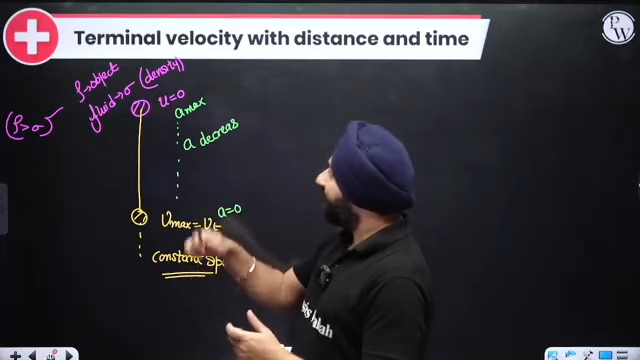 Terminal velocity with distance and time
PW
ρ→object
fluid→σ (density)
(ρ>σ)
u=0
amax
a decreas
a=0
Vmax = Vt
constant sp